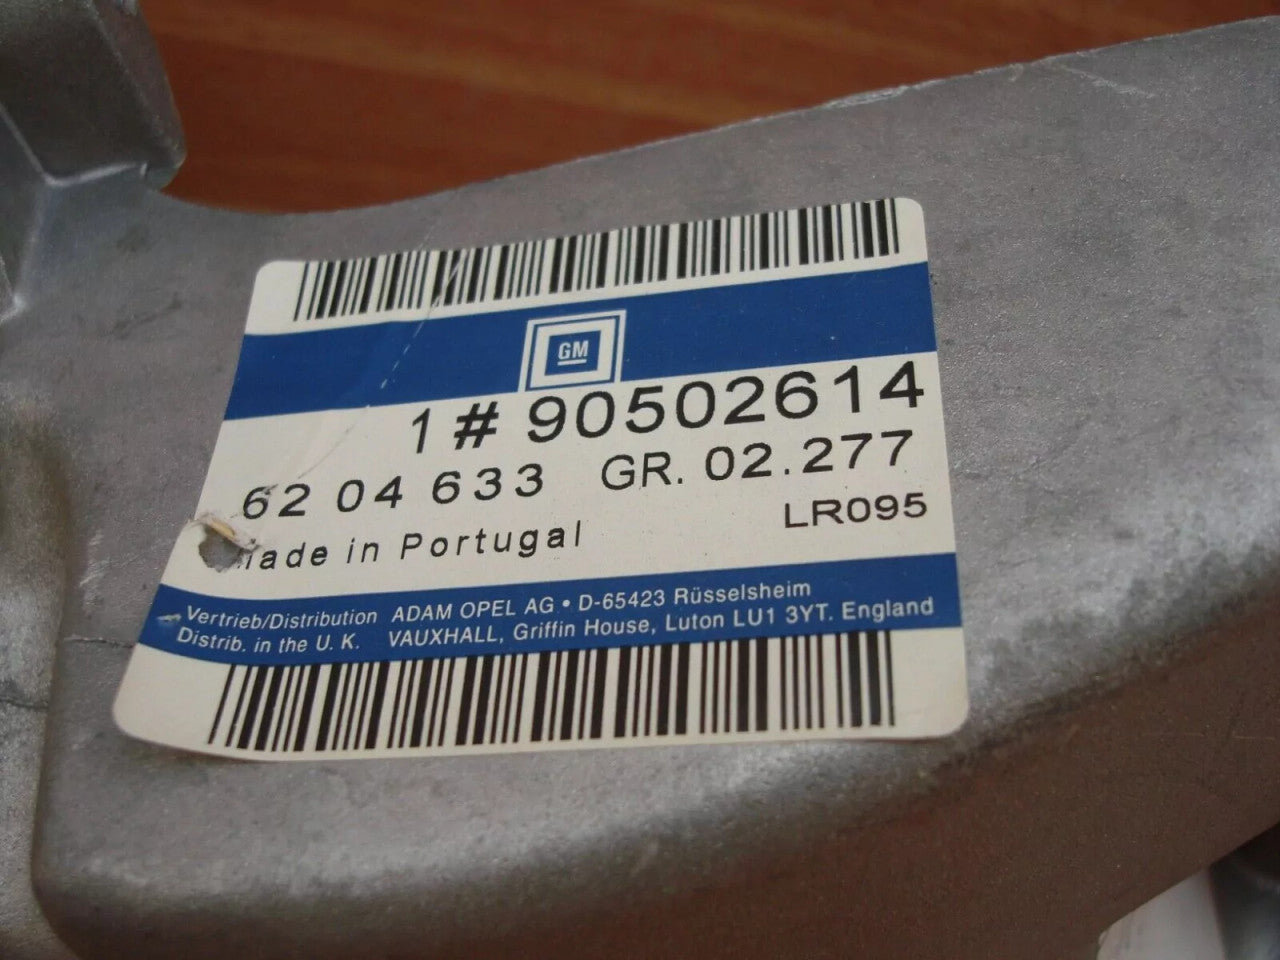 GM
1 # 90502614
62 04 633 GR. 02.277
LR095
Made in Portugal
Vertrieb/Distribution ADAM OPEL AG • D-65423 Rüsselsheim
Distrib. in the U. K. VAUXHALL, Griffin House, Luton LU1 3YT. England